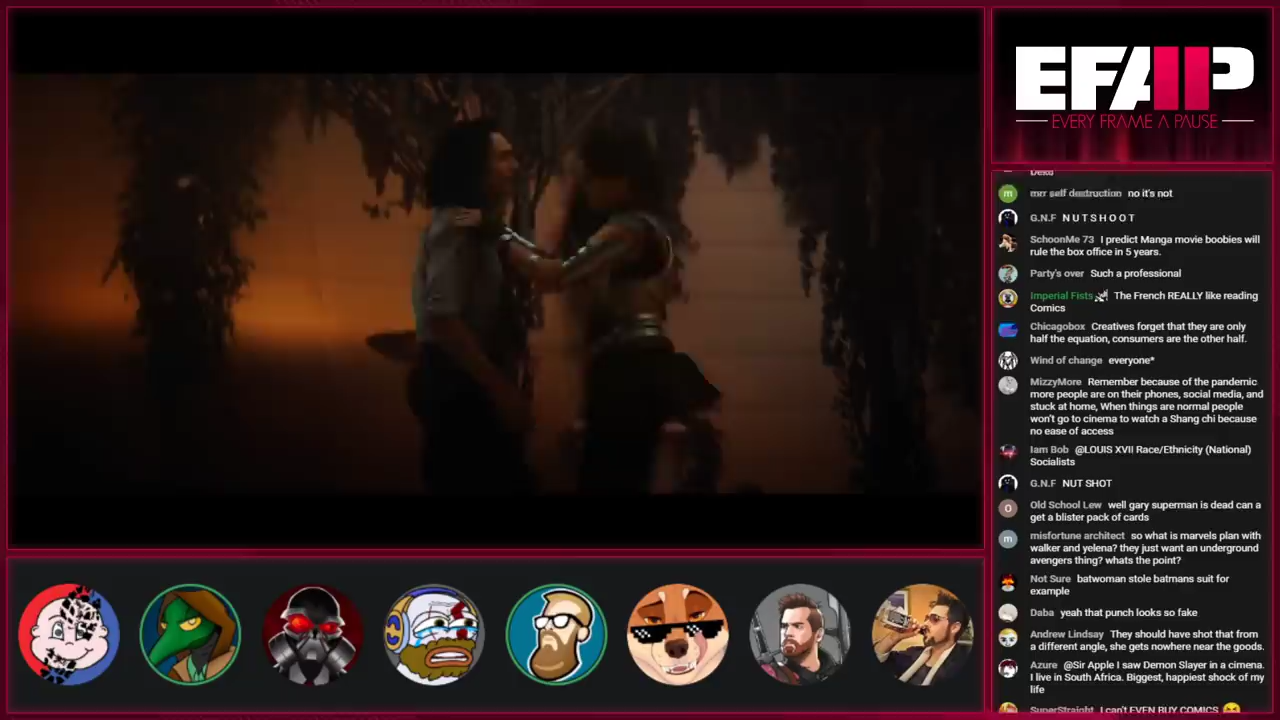 EFAP
EVERY FRAME A PAUSE
Deko
mrr self destruction no it's not
G.N.F N U T S H O O T
SchoonMe 73 I predict Manga movie boobies will
rule the box office in 5 years.
Party's over Such a professional
Imperial Fists The French REALLY like reading
Comics
Chicagobox Creatives forget that they are only
half the equation, consumers are the other half.
Wind of change everyone*
MizzyMore Remember because of the pandemic
more people are on their phones, social media, and
stuck at home, When things are normal people
won't go to cinema to watch a Shang chi because
no ease of access
Iam Bob @LOUIS XVII Race/Ethnicity (National)
Socialists
G.N.F NUT SHOT
Old School Lew well gary superman is dead can a
get a blister pack of cards
misfortune architect so what is marvels plan with
walker and yelena? they just want an underground
avengers thing? whats the point?
Not Sure batwoman stole batmans suit for
example
Daba yeah that punch looks so fake
Andrew Lindsay They should have shot that from
a different angle, she gets nowhere near the goods.
Azure @Sir Apple I saw Demon Slayer in a cimena.
I live in South Africa. Biggest, happiest shock of my
life
SuperStraight I can't EVEN BUY COMICS